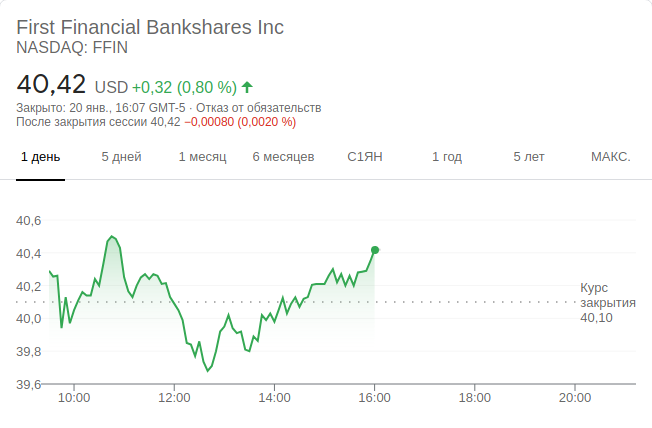 First Financial Bankshares Inc
NASDAQ: FFIN
40,42 USD +0,32 (0,80 %)
Закрыто: 20 янв., 16:07 GMT-5 · Отказ от обязательств
После закрытия сессии 40,42 −0,00080 (0,0020 %)
1 день 5 дней 1 месяц 6 месяцев С1ЯН 1 год 5 лет МАКС.
40,6
40,4
40,2
40,0
39,8
39,6
Курс
закрытия
40,10
10:00 12:00 14:00 16:00 18:00 20:00